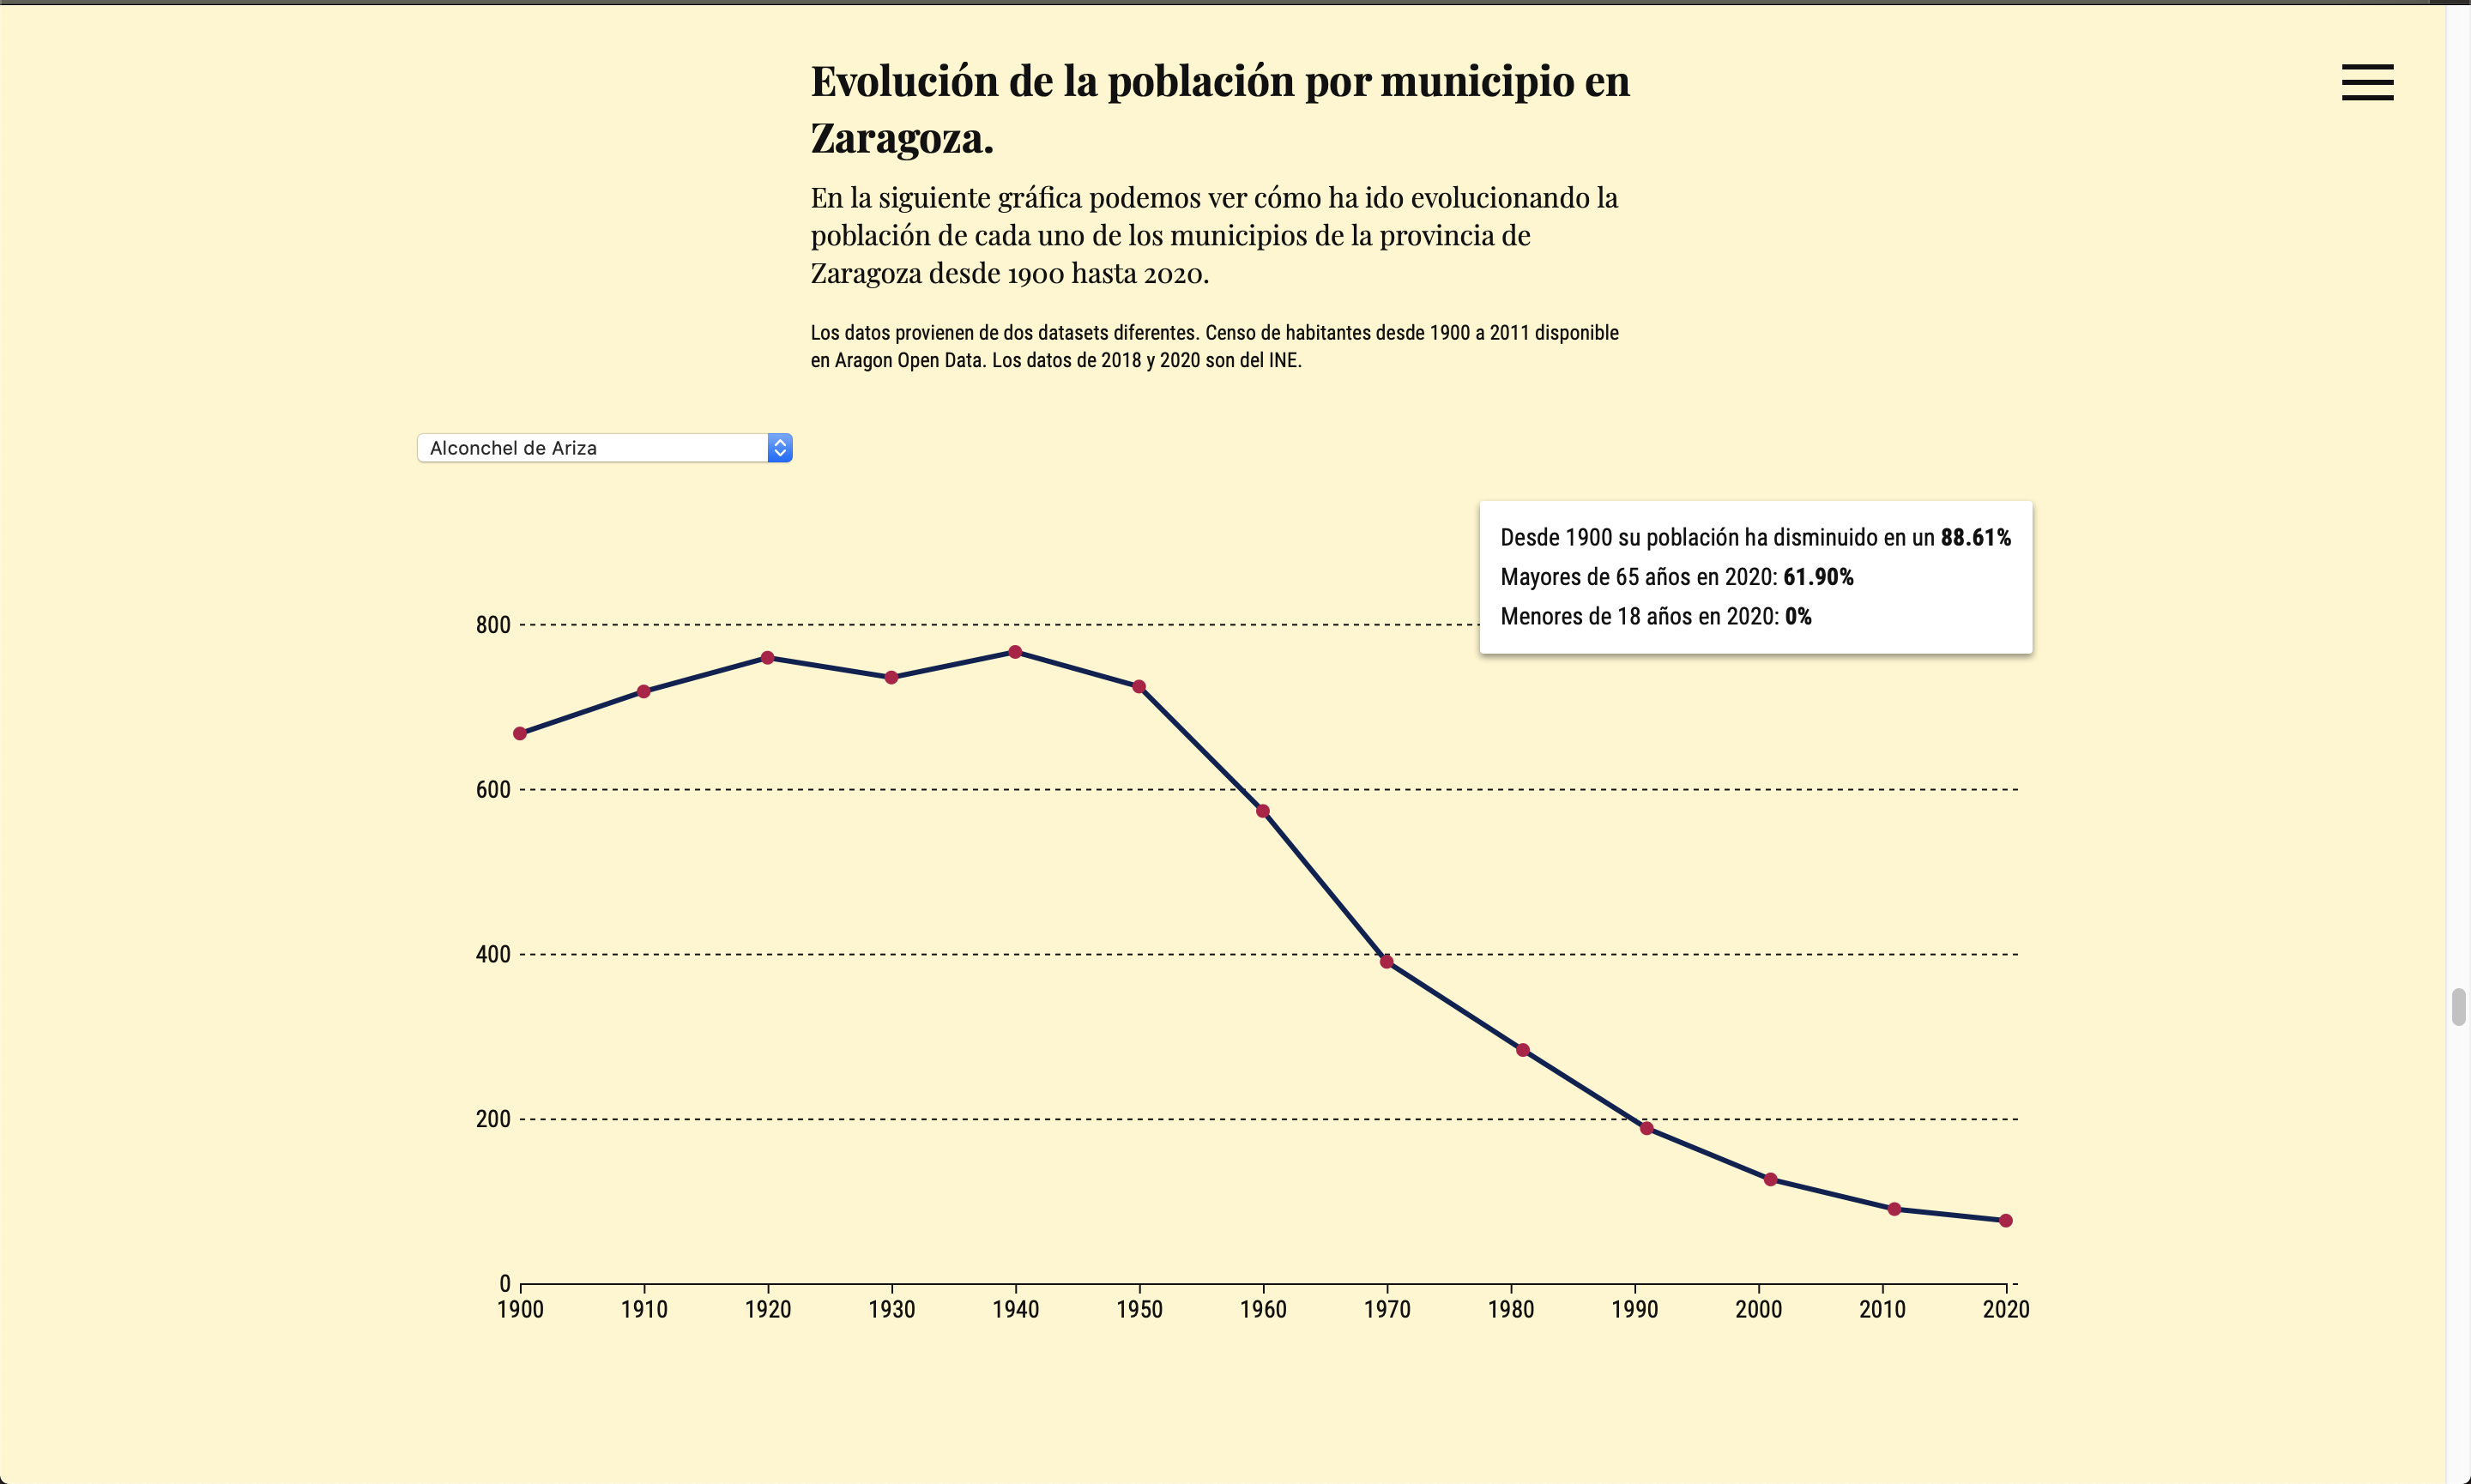 Evolución de la población por municipio en
Zaragoza.
En la siguiente gráfica podemos ver cómo ha ido evolucionando la
población de cada uno de los municipios de la provincia de
Zaragoza desde 1900 hasta 2020.
Los datos provienen de dos datasets diferentes. Censo de habitantes desde 1900 a 2011 disponible
en Aragon Open Data. Los datos de 2018 y 2020 son del INE.
Alconchel de Ariza
Desde 1900 su población ha disminuido en un 88.61%
Mayores de 65 años en 2020: 61.90%
Menores de 18 años en 2020: 0%
800
600
400
200
0
1900 1910 1920 1930 1940 1950 1960 1970 1980 1990 2000 2010 2020